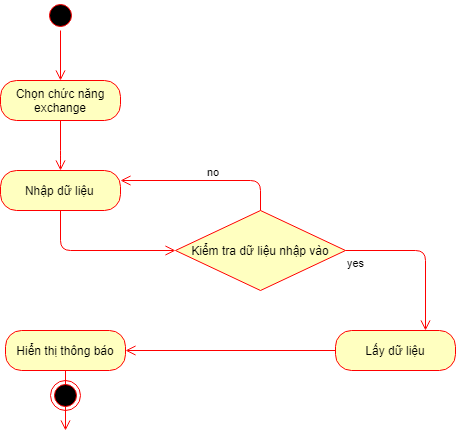 Chọn chức năng
exchange
no
Nhập dữ liệu
Kiểm tra dữ liệu nhập vào
yes
Hiển thị thông báo
Lấy dữ liệu